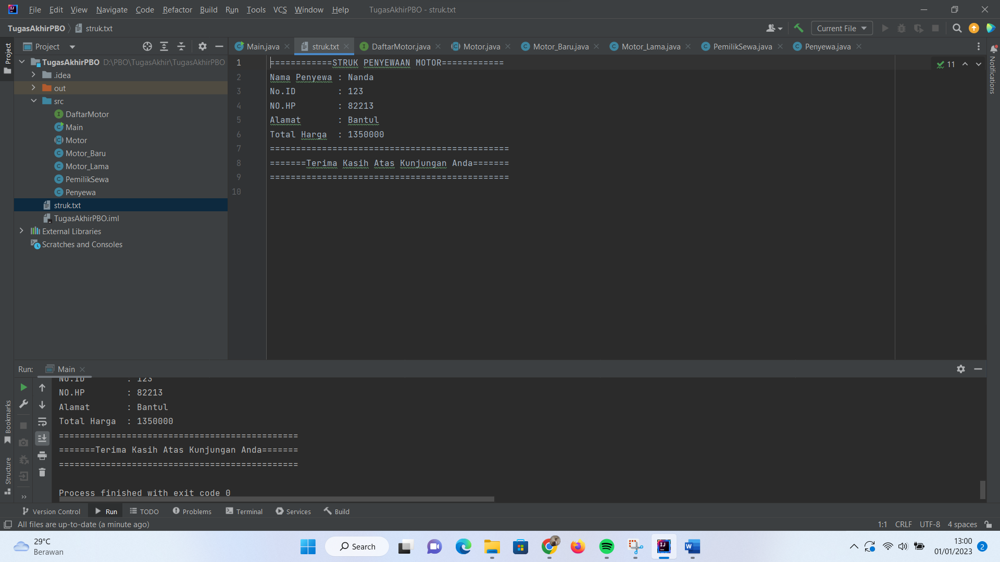 File Edit View Navigate Code Refactor Build Run Tools VCS Window Help TugasAkhirPBO - struk.txt
TugasAkhirPBO struk.txt Current File
Project Main.java struk.txt DaftarMotor.java Motor.java Motor_Baru.java Motor_Lama.java PemilikSewa.java Penyewa.java
Project
Notifications
TugasAkhirPBO D:\PBO\TugasAkhir\TugasAkhirPBO
.idea
out
src
DaftarMotor
Main
Motor
Motor_Baru
Motor_Lama
PemilikSewa
Penyewa
struk.txt
TugasAkhirPBO.iml
External Libraries
Scratches and Consoles
11
1 ============STRUK PENYEWAAN MOTOR============
2 Nama Penyewa : Nanda
3 No.ID : 123
4 NO.HP : 82213
5 Alamat : Bantul
6 Total Harga : 1350000
7 ==============================================
8 =======Terima Kasih Atas Kunjungan Anda=======
9 ==============================================
10
Run: Main
No.ID : 123
NO.HP : 82213
Alamat : Bantul
Total Harga : 1350000
==============================================
=======Terima Kasih Atas Kunjungan Anda=======
==============================================
Process finished with exit code 0
Bookmarks
Structure
Version Control Run TODO Problems Terminal Services Build
All files are up-to-date (a minute ago) 1:1 CRLF UTF-8 4 spaces
29°C
Berawan
Search
13:00
01/01/2023
2